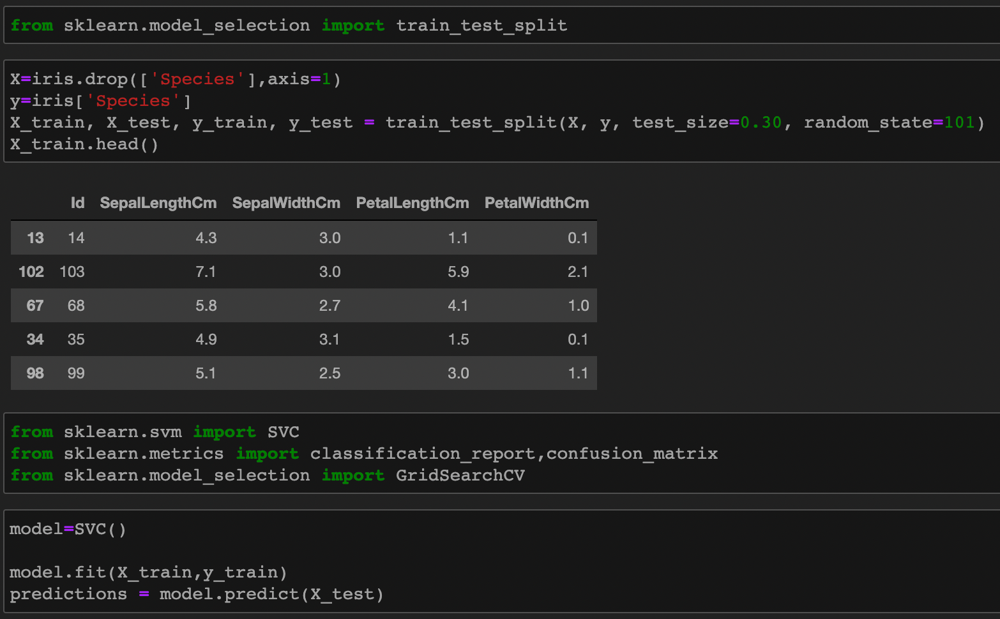 from sklearn.model_selection import train_test_split
X=iris.drop(['Species'],axis=1)
y=iris['Species']
X_train, X_test, y_train, y_test = train_test_split(X, y, test_size=0.30, random_state=101)
X_train.head()
Id SepalLengthCm SepalWidthCm PetalLengthCm PetalWidthCm
13 14 4.3 3.0 1.1 0.1
102 103 7.1 3.0 5.9 2.1
67 68 5.8 2.7 4.1 1.0
34 35 4.9 3.1 1.5 0.1
98 99 5.1 2.5 3.0 1.1
from sklearn.svm import SVC
from sklearn.metrics import classification_report,confusion_matrix
from sklearn.model_selection import GridSearchCV
model=SVC()
model.fit(X_train,y_train)
predictions = model.predict(X_test)